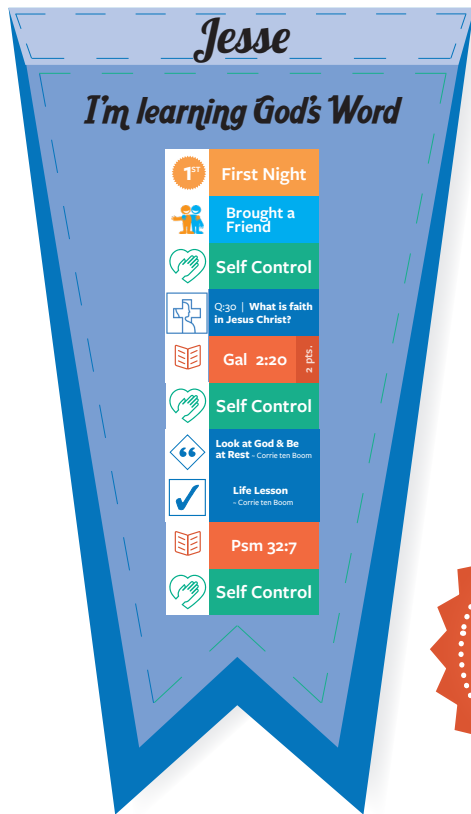 Jesse
I'm learning God's Word
1ST First Night
Brought a
Friend
Self Control
Q:30 | What is faith
in Jesus Christ?
Gal 2:20 2 pts.
Self Control
Look at God & Be
at Rest ~ Corrie ten Boom
Life Lesson
~ Corrie ten Boom
Psm 32:7
Self Control